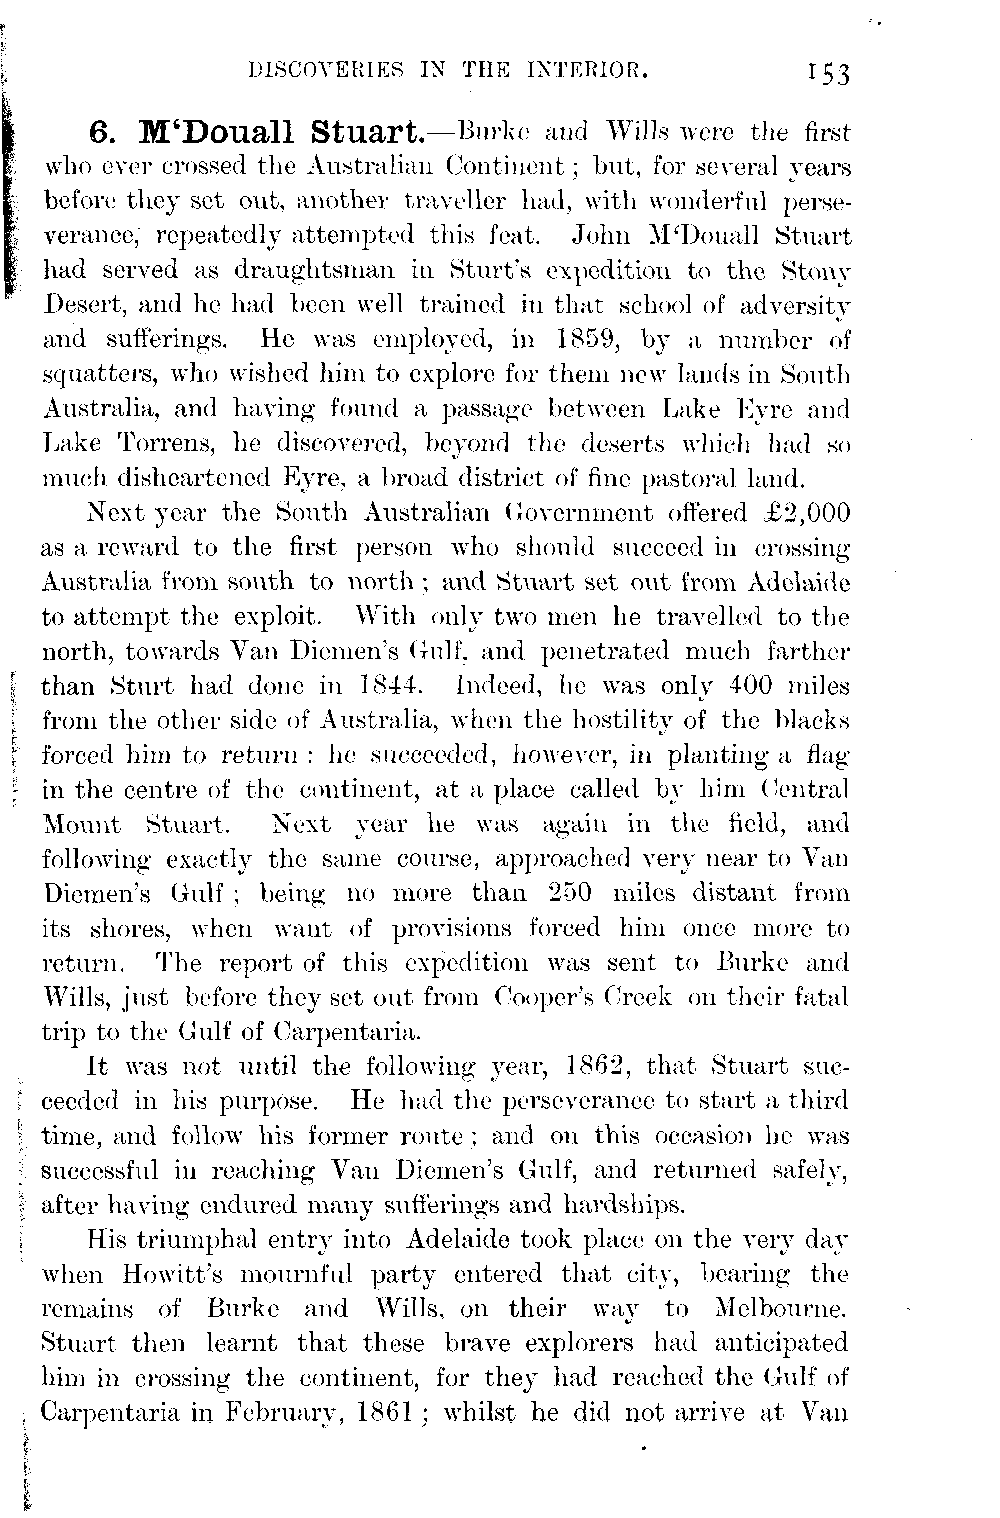 DISCOVERIES IN THE INTERIOR. 153
6. M‘Douall Stuart.—Burke and Wills were the first
who ever crossed the Australian Continent; but, for several years
before they set out, another traveller had, with wonderful perse-
verance, repeatedly attempted this feat. John M‘Douall Stuart
had served as draughtsman in Sturt's expedition to the Stony
Desert, and he had been well trained in that school of adversity
and sufferings. He was employed, in 1859, by a number of
squatters, who wished him to explore for them new lands in South
Australia, and having found a passage between Lake Eyre and
Lake Torrens, he discovered, beyond the deserts which had so
much disheartened Eyre, a broad district of fine pastoral land.
Next year the South Australian Government offered £2,000
as a reward to the first person who should succeed in crossing
Australia from south to north; and Stuart set out from Adelaide
to attempt the exploit. With only two men he travelled to the
north, towards Van Diemen's Gulf, and penetrated much farther
than Sturt had done in 1844. Indeed, he was only 400 miles
from the other side of Australia, when the hostility of the blacks
forced him to return: he succeeded, however, in planting a flag
in the centre of the continent, at a place called by him Central
Mount Stuart. Next year he was again in the field, and
following exactly the same course, approached very near to Van
Diemen's Gulf; being no more than 250 miles distant from
its shores, when want of provisions forced him once more to
return. The report of this expedition was sent to Burke and
Wills, just before they set out from Cooper's Creek on their fatal
trip to the Gulf of Carpentaria.
It was not until the following year, 1862, that Stuart suc-
ceeded in his purpose. He had the perseverance to start a third
time, and follow his former route; and on this occasion he was
successful in reaching Van Diemen's Gulf, and returned safely,
after having endured many sufferings and hardships.
His triumphal entry into Adelaide took place on the very day
when Howitt's mournful party entered that city, bearing the
remains of Burke and Wills, on their way to Melbourne.
Stuart then learnt that these brave explorers had anticipated
him in crossing the continent, for they had reached the Gulf of
Carpentaria in February, 1861; whilst he did not arrive at Van